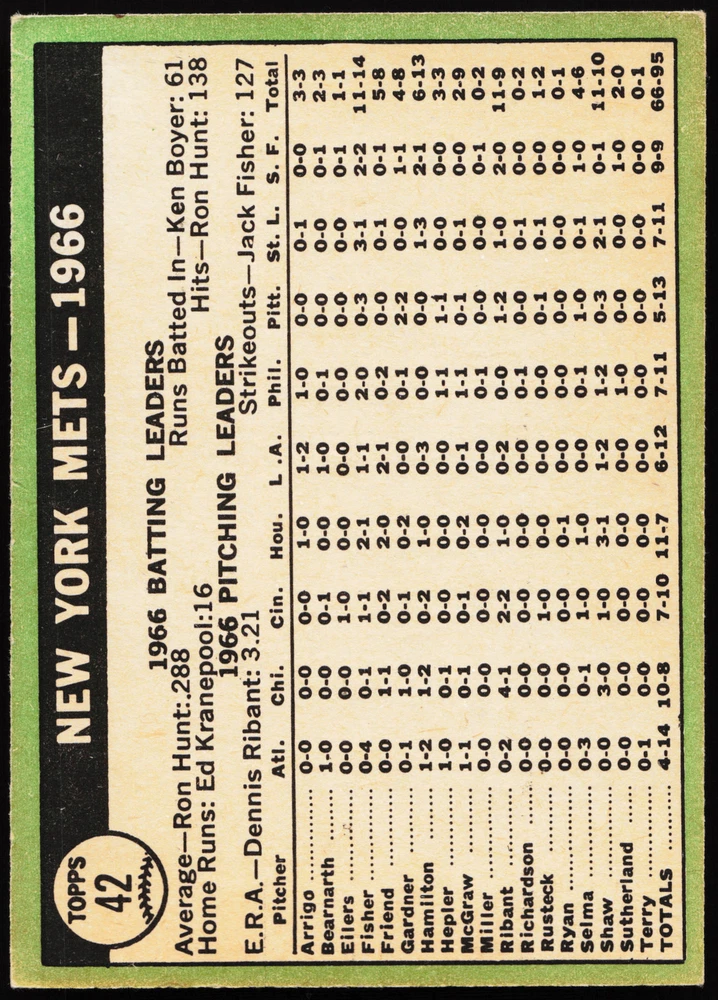 TOPPS
42
NEW YORK METS—1966
1966 BATTING LEADERS
Average—Ron Hunt:.288 Runs Batted In—Ken Boyer: 61
Home Runs: Ed Kranepool:16 Hits—Ron Hunt: 138
1966 PITCHING LEADERS
E.R.A.—Dennis Ribant: 3.21 Strikeouts—Jack Fisher: 127
Pitcher Atl. Chi. Cin. Hou. L.A. Phil. Pitt. St. L. S. F. Total
Arrigo 0-0 0-0 0-0 1-0 1-2 1-0 0-0 0-1 0-0 3-3
Bearnarth 1-0 0-0 0-1 0-0 1-0 0-1 0-0 0-0 0-1 2-3
Eilers 0-0 0-0 1-0 0-0 0-0 0-0 0-0 0-0 0-1 1-1
Fisher 0-4 0-1 1-1 2-1 1-1 2-0 0-3 3-1 2-2 11-14
Friend 0-0 1-1 0-2 2-0 2-1 0-2 0-0 0-1 0-1 5-8
Gardner 0-1 1-0 0-1 0-2 0-0 0-1 2-2 0-0 1-1 4-8
Hamilton 1-2 1-2 0-2 1-0 0-3 0-0 0-0 1-3 2-1 6-13
Hepler 1-0 0-1 0-0 0-0 0-0 1-1 1-1 0-0 0-0 3-3
McGraw 1-1 0-1 0-1 0-2 0-1 1-1 0-1 0-1 0-0 2-9
Miller 0-0 0-0 0-0 0-0 0-0 0-1 0-0 0-0 0-1 0-2
Ribant 0-2 4-1 2-2 1-0 0-2 0-0 1-2 1-0 2-0 11-9
Richardson 0-0 0-0 0-0 0-0 0-0 0-1 0-0 0-1 0-0 0-2
Rusteck 0-0 0-0 1-0 0-0 0-0 0-0 0-1 0-1 0-0 1-2
Ryan 0-0 0-0 0-0 0-1 0-0 0-0 0-0 0-0 0-0 0-1
Selma 0-3 0-1 1-0 1-0 0-0 0-1 1-0 0-1 1-0 4-6
Shaw 0-0 3-0 1-0 3-1 1-2 1-2 0-3 2-1 0-1 11-10
Sutherland 0-0 0-0 0-0 0-0 0-0 1-0 0-0 0-0 1-0 2-0
Terry 0-1 0-0 0-0 0-0 0-0 0-0 0-0 0-0 0-0 0-1
TOTALS 4-14 10-8 7-10 11-7 6-12 7-11 5-13 7-11 9-9 66-95